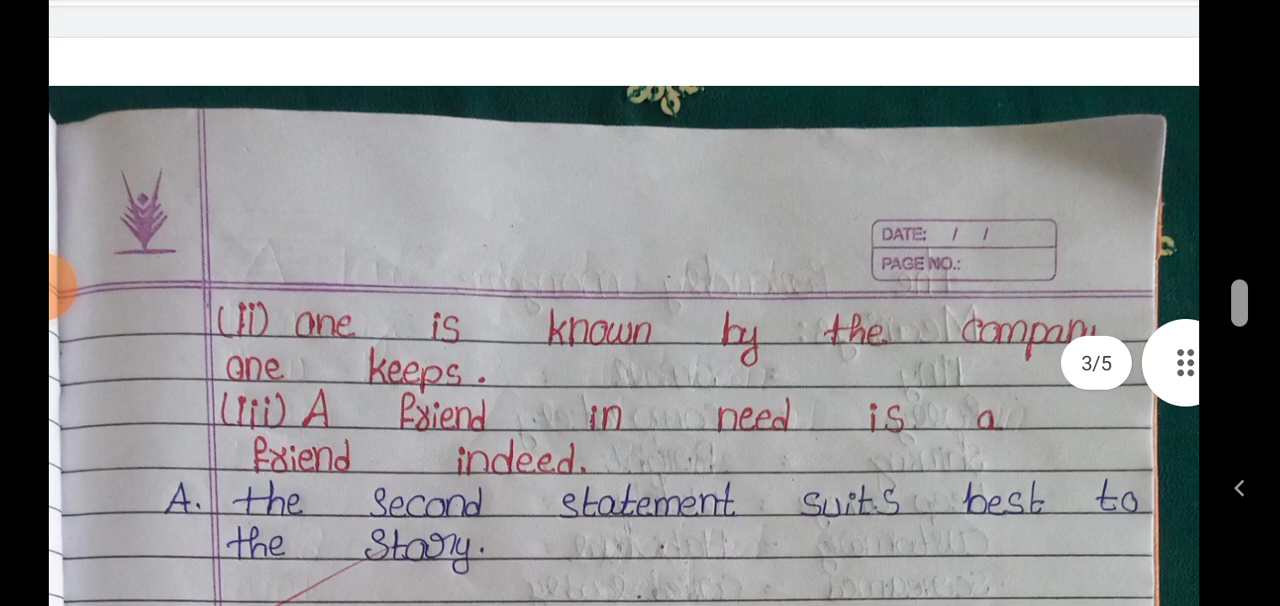 DATE: / /
PAGE NO.:
(ii) one is known by the company
one keeps.
3/5
(iii) A friend in need is a
friend indeed.
A. the second statement suits best to
the story.